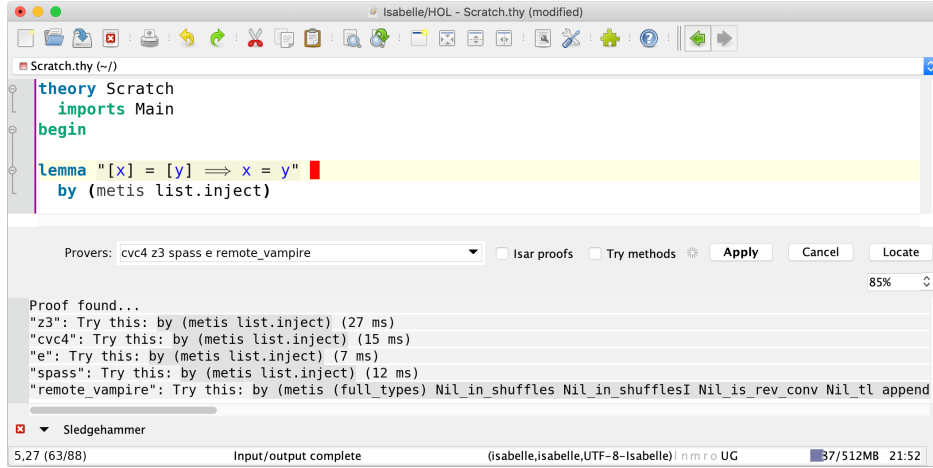 Isabelle/HOL - Scratch.thy (modified)
Scratch.thy (~/)
theory Scratch
imports Main
begin
lemma "[x] = [y] ⟹ x = y"
by (metis list.inject)
Provers: cvc4 z3 spass e remote_vampire Isar proofs Try methods Apply Cancel Locate
85%
Proof found...
"z3": Try this: by (metis list.inject) (27 ms)
"cvc4": Try this: by (metis list.inject) (15 ms)
"e": Try this: by (metis list.inject) (7 ms)
"spass": Try this: by (metis list.inject) (12 ms)
"remote_vampire": Try this: by (metis (full_types) Nil_in_shuffles Nil_in_shufflesI Nil_is_rev_conv Nil_tl append
Sledgehammer
5,27 (63/88) Input/output complete (isabelle,isabelle,UTF-8-Isabelle) l n m r o UG 37/512MB 21:52